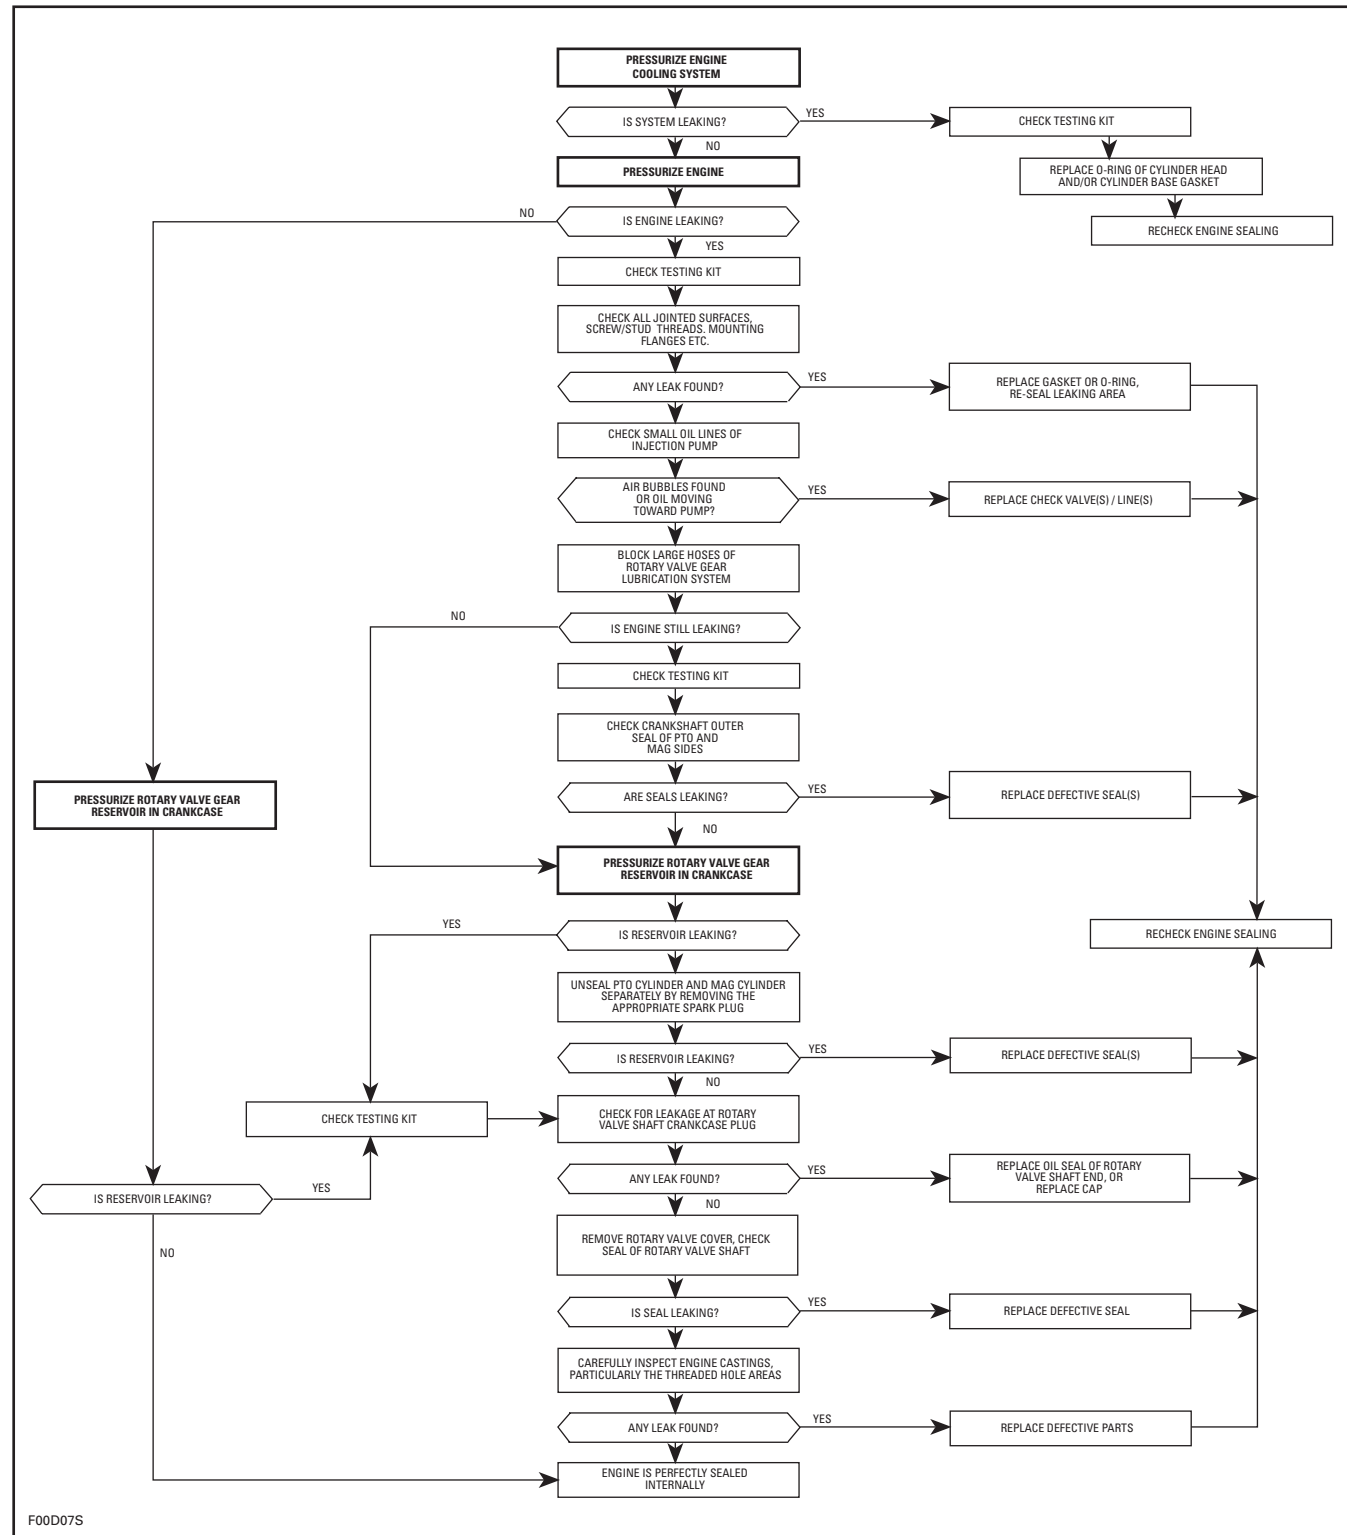 PRESSURIZE ENGINE
COOLING SYSTEM
IS SYSTEM LEAKING?
YES
CHECK TESTING KIT
NO
REPLACE O-RING OF CYLINDER HEAD
AND/OR CYLINDER BASE GASKET
PRESSURIZE ENGINE
RECHECK ENGINE SEALING
NO
IS ENGINE LEAKING?
YES
CHECK TESTING KIT
CHECK ALL JOINTED SURFACES,
SCREW/STUD THREADS. MOUNTING
FLANGES ETC.
ANY LEAK FOUND?
YES
REPLACE GASKET OR O-RING,
RE-SEAL LEAKING AREA
CHECK SMALL OIL LINES OF
INJECTION PUMP
AIR BUBBLES FOUND
OR OIL MOVING
TOWARD PUMP?
YES
REPLACE CHECK VALVE(S) / LINE(S)
BLOCK LARGE HOSES OF
ROTARY VALVE GEAR
LUBRICATION SYSTEM
NO
IS ENGINE STILL LEAKING?
CHECK TESTING KIT
CHECK CRANKSHAFT OUTER
SEAL OF PTO AND
MAG SIDES
PRESSURIZE ROTARY VALVE GEAR
RESERVOIR IN CRANKCASE
ARE SEALS LEAKING?
YES
REPLACE DEFECTIVE SEAL(S)
NO
PRESSURIZE ROTARY VALVE GEAR
RESERVOIR IN CRANKCASE
YES
IS RESERVOIR LEAKING?
RECHECK ENGINE SEALING
UNSEAL PTO CYLINDER AND MAG CYLINDER
SEPARATELY BY REMOVING THE
APPROPRIATE SPARK PLUG
IS RESERVOIR LEAKING?
YES
REPLACE DEFECTIVE SEAL(S)
NO
CHECK TESTING KIT
CHECK FOR LEAKAGE AT ROTARY
VALVE SHAFT CRANKCASE PLUG
ANY LEAK FOUND?
YES
REPLACE OIL SEAL OF ROTARY
VALVE SHAFT END, OR
REPLACE CAP
IS RESERVOIR LEAKING?
YES
NO
NO
REMOVE ROTARY VALVE COVER, CHECK
SEAL OF ROTARY VALVE SHAFT
IS SEAL LEAKING?
YES
REPLACE DEFECTIVE SEAL
CAREFULLY INSPECT ENGINE CASTINGS,
PARTICULARLY THE THREADED HOLE AREAS
ANY LEAK FOUND?
YES
REPLACE DEFECTIVE PARTS
ENGINE IS PERFECTLY SEALED
INTERNALLY
F00D07S